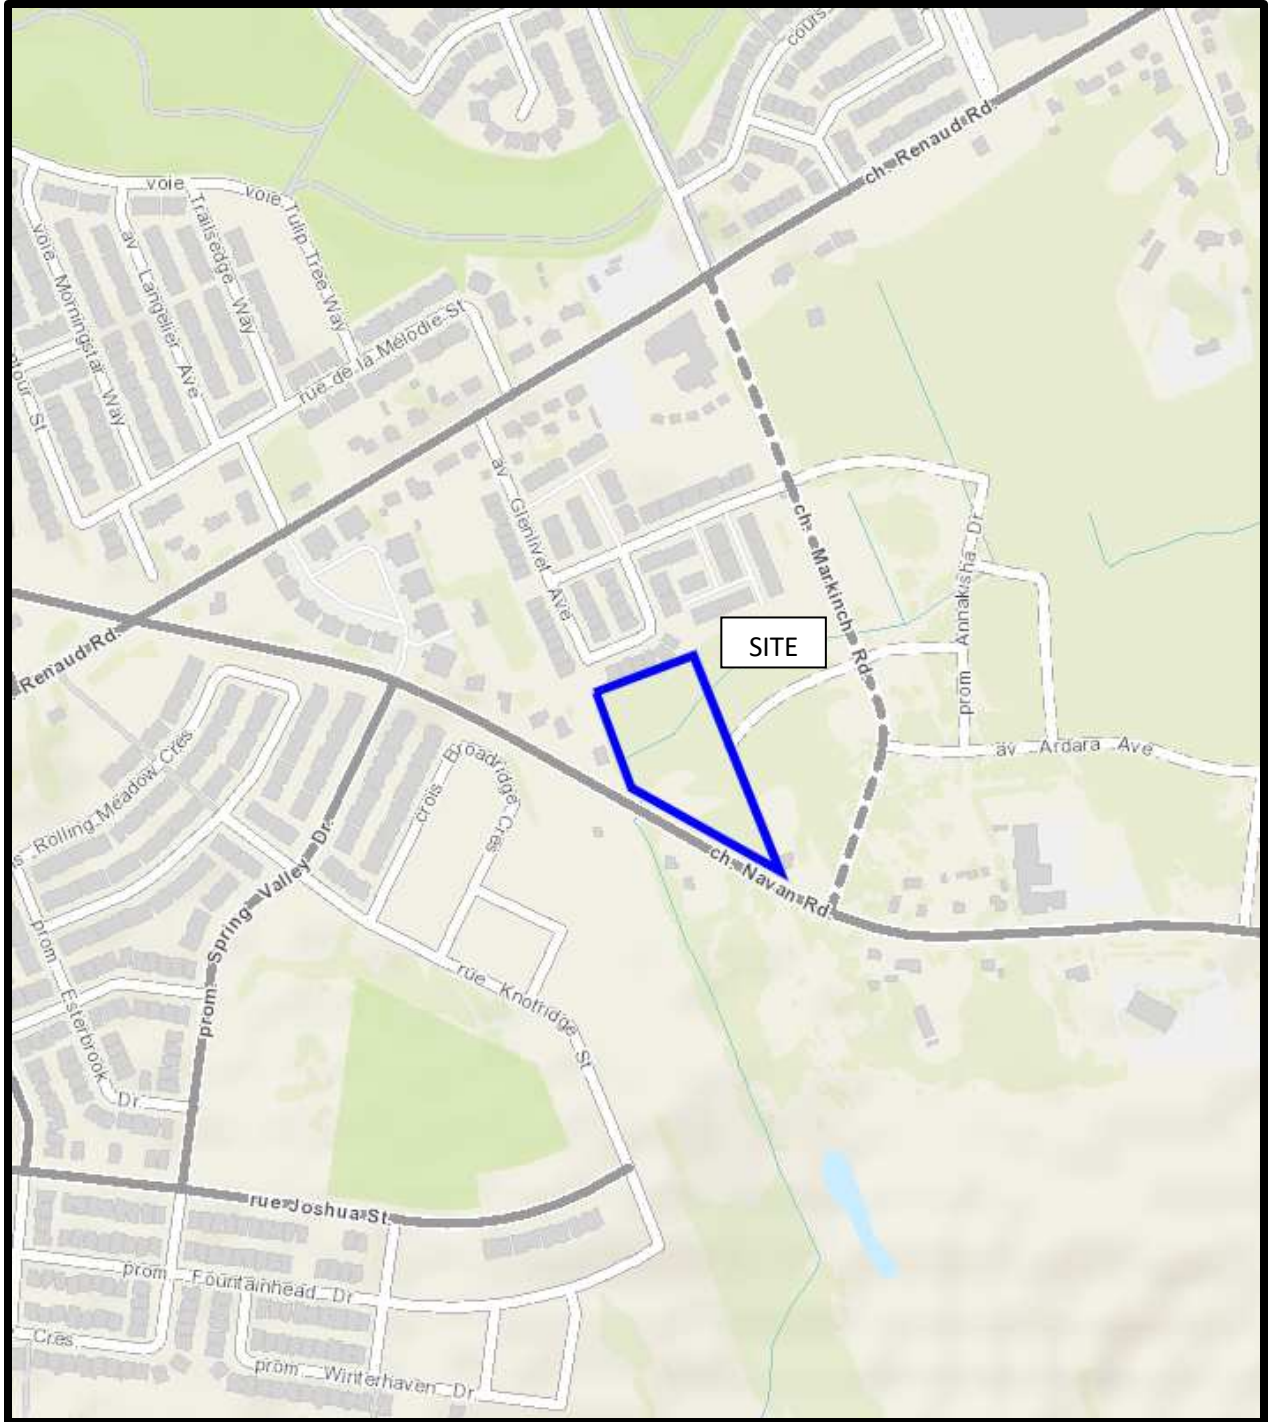 cours
ch. Renaud Rd.
voie Trailsedge Way
voie Tulip Tree Way
voie Morningstar Way
av Langelier Ave
rue de la Mélodie St
St
av Glenlivet Ave
ch. Markinch Rd.
prom Annakisha Dr
SITE
Renaud Rd.
av Ardara Ave
Rolling Meadow Cres
crois Broadridge Cres
prom. Spring Valley Dr.
ch. Navan Rd.
prom Esterbrook Dr
rue Knotridge St
rue Joshua St.
prom Fountainhead Dr
Cres
prom Winterhaven Dr